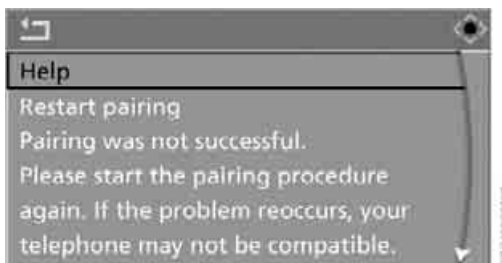 Help
Restart pairing
Pairing was not successful.
Please start the pairing procedure
again. If the problem reoccurs, your
telephone may not be compatible.